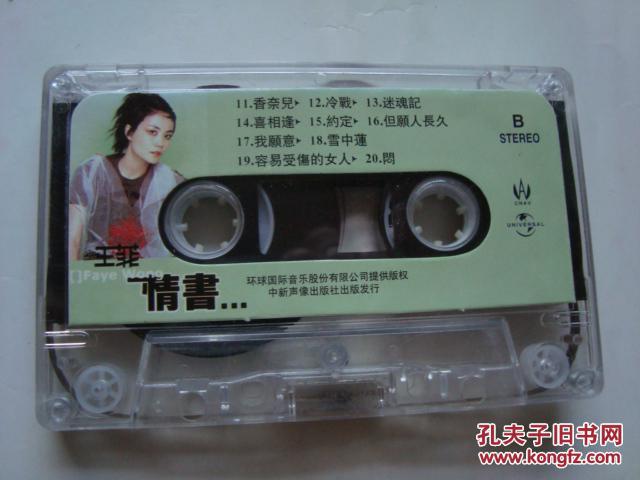 11.香奈兒 12.冷戰 13.迷魂記
14.喜相逢 15.約定 16.但願人長久
17.我願意 18.雪中蓮
19.容易受傷的女人 20.悶
B
STEREO
CNAV
UNIVERSAL
王菲
[]Faye Wong
情書...
环球国际音乐股份有限公司提供版权
中新声像出版社出版发行
孔夫子旧书网
www.kongfz.com